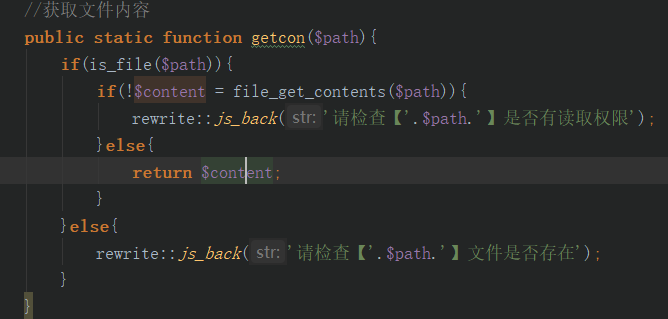 //获取文件内容
public static function getcon($path){
if(is_file($path)){
if(!$content = file_get_contents($path)){
rewrite::js_back( str: '请检查【'.$path.'】是否有读取权限');
}else{
return $content;
}
}else{
rewrite::js_back( str: '请检查【'.$path.'】文件是否存在');
}
}